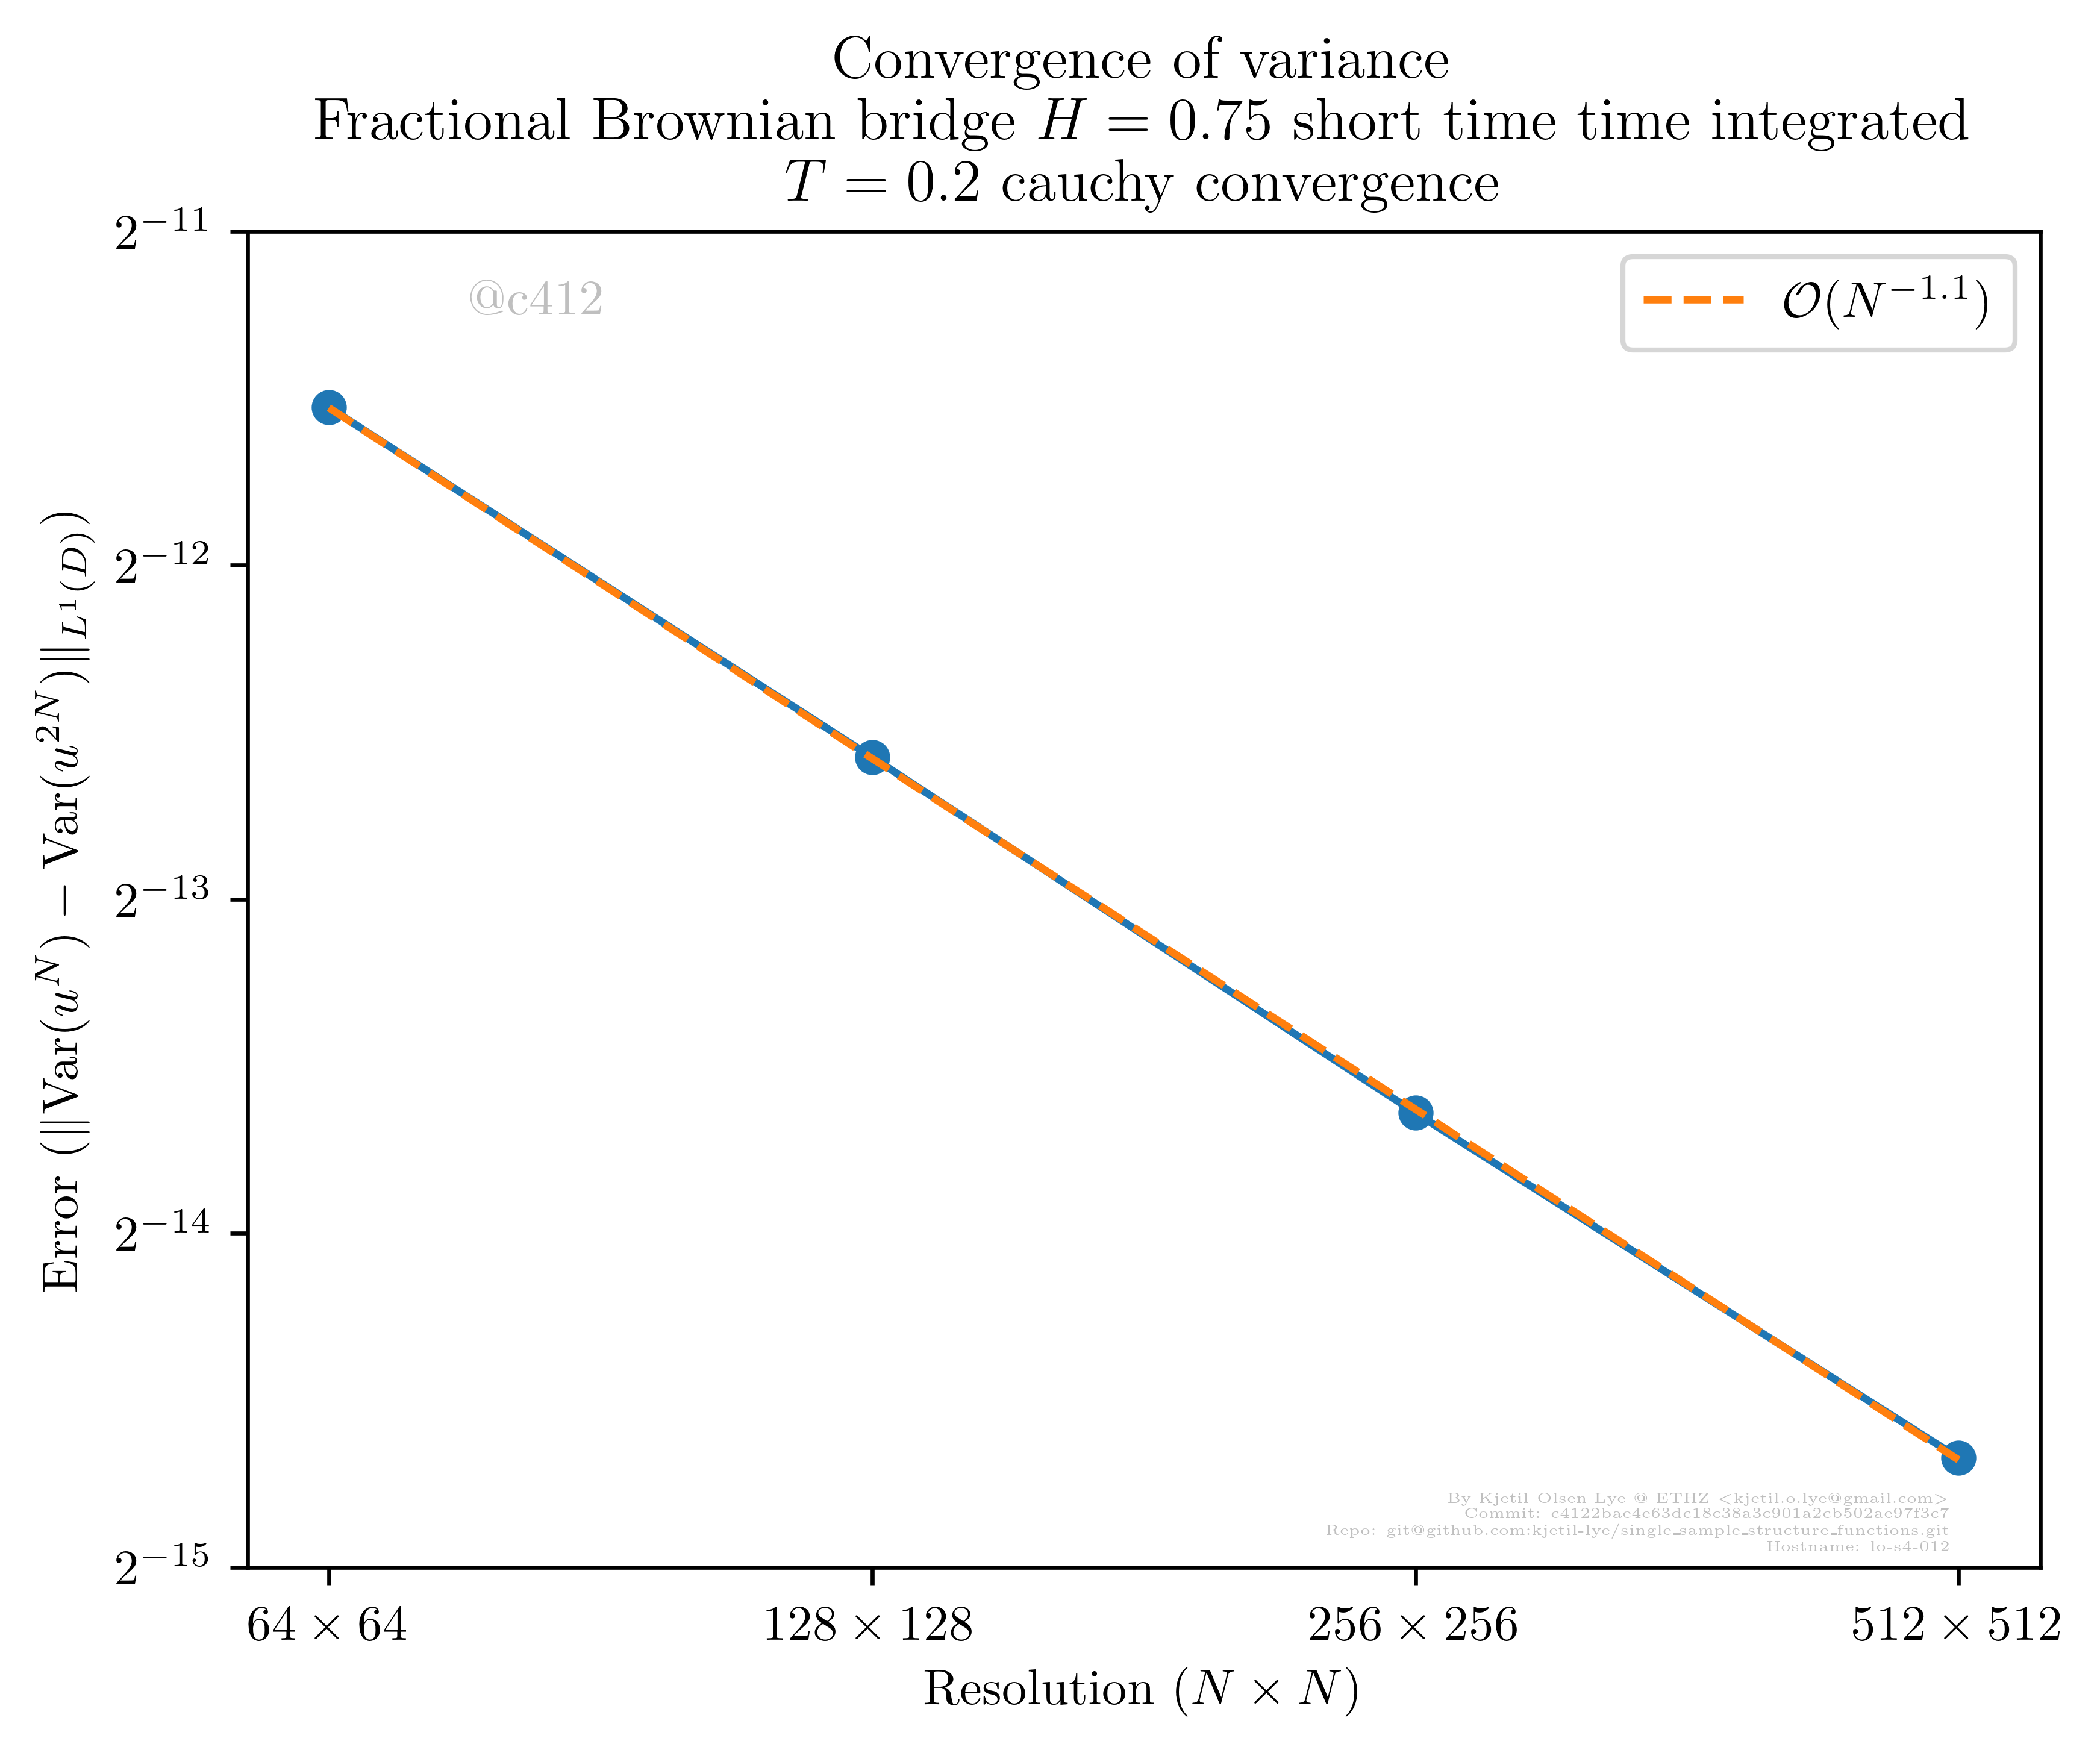 Convergence of variance
Fractional Brownian bridge H = 0.75 short time time integrated
T = 0.2 cauchy convergence
2^{-11}
@c412
O(N^{-1.1})
2^{-12}
2^{-13}
2^{-14}
2^{-15}
Error (‖Var(u^N) − Var(u^{2N})‖_{L^1(D)})
By Kjetil Olsen Lye @ ETHZ <kjetil.o.lye@gmail.com>
Commit: c4122bae4e63dc18c38a3c901a2cb502ae97f3c7
Repo: git@github.com:kjetil-lye/single_sample_structure_functions.git
Hostname: lo-s4-012
64 × 64 128 × 128 256 × 256 512 × 512
Resolution (N × N)